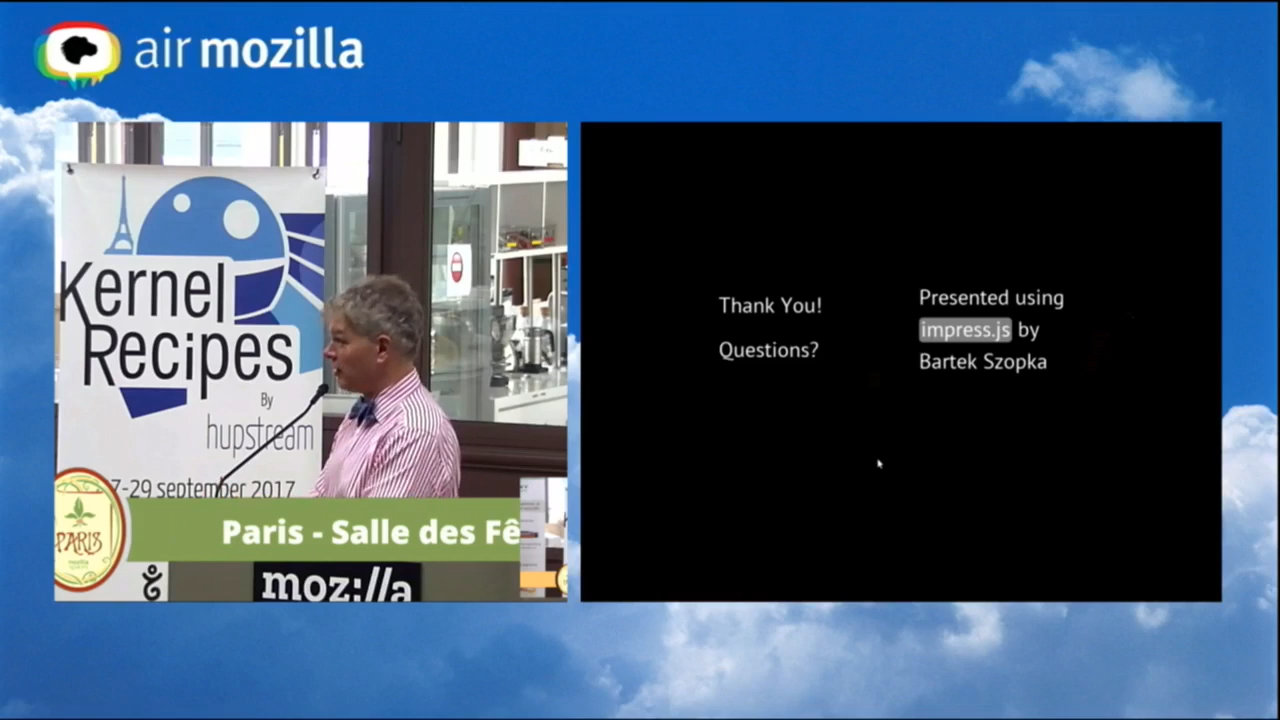 air mozilla
Kernel
Recipes
By
hupstream
7-29 september 2017
PARIS
mozilla
Paris - Salle des Fê
moz://a
Thank You!
Questions?
Presented using
impress.js by
Bartek Szopka